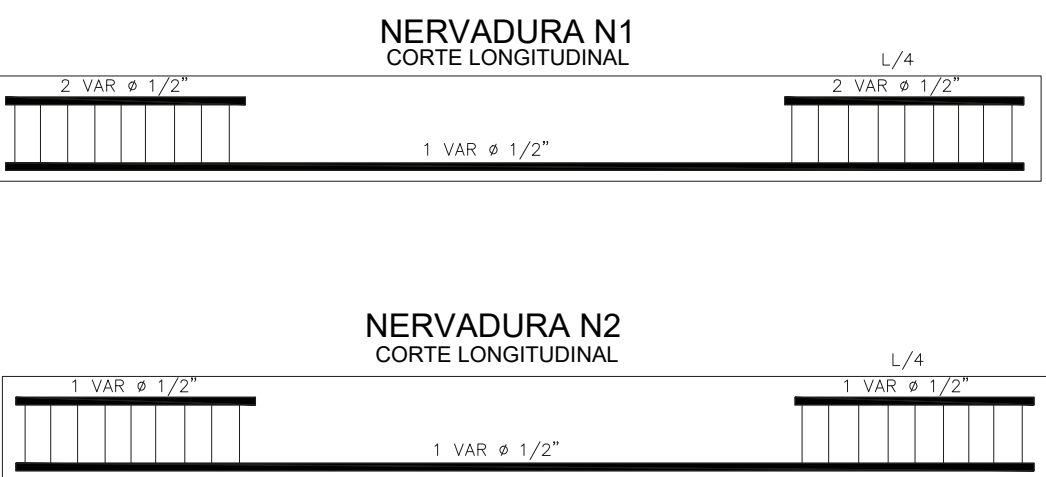 NERVADURA N1
CORTE LONGITUDINAL
L/4
2 VAR ø 1/2"
2 VAR ø 1/2"
1 VAR ø 1/2"
NERVADURA N2
CORTE LONGITUDINAL
L/4
1 VAR ø 1/2"
1 VAR ø 1/2"
1 VAR ø 1/2"